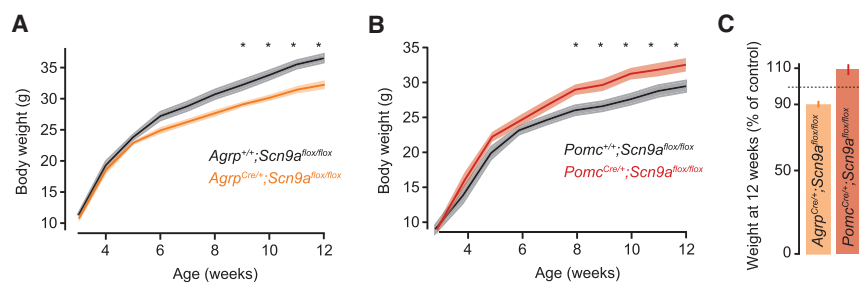 A
Body weight (g)
35
30
25
20
15
10
* * * *
Agrp+/+;Scn9aflox/flox
AgrpCre/+;Scn9aflox/flox
4 6 8 10 12
Age (weeks)
B
Body weight (g)
35
30
25
20
15
10
* * * * *
Pomc+/+;Scn9aflox/flox
PomcCre/+;Scn9aflox/flox
4 6 8 10 12
Age (weeks)
C
Weight at 12 weeks (% of control)
110
90
50
0
AgrpCre/+;Scn9aflox/flox
PomcCre/+;Scn9aflox/flox